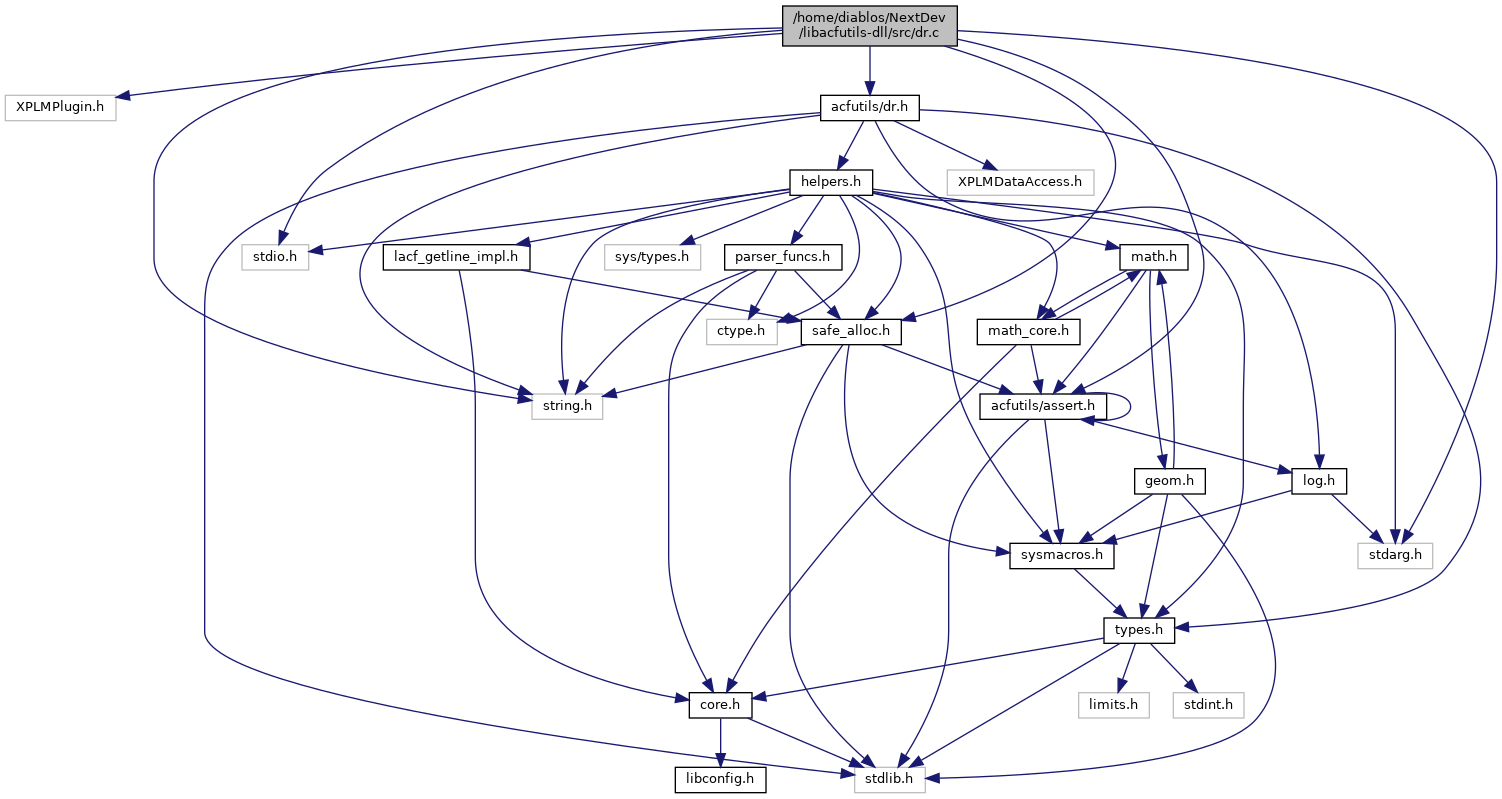 /home/diablos/NextDev
/libacfutils-dll/src/dr.c
XPLMPlugin.h
acfutils/dr.h
helpers.h
XPLMDataAccess.h
stdio.h
lacf_getline_impl.h
sys/types.h
parser_funcs.h
math.h
ctype.h
safe_alloc.h
math_core.h
string.h
acfutils/assert.h
geom.h
log.h
sysmacros.h
stdarg.h
types.h
core.h
limits.h
stdint.h
libconfig.h
stdlib.h